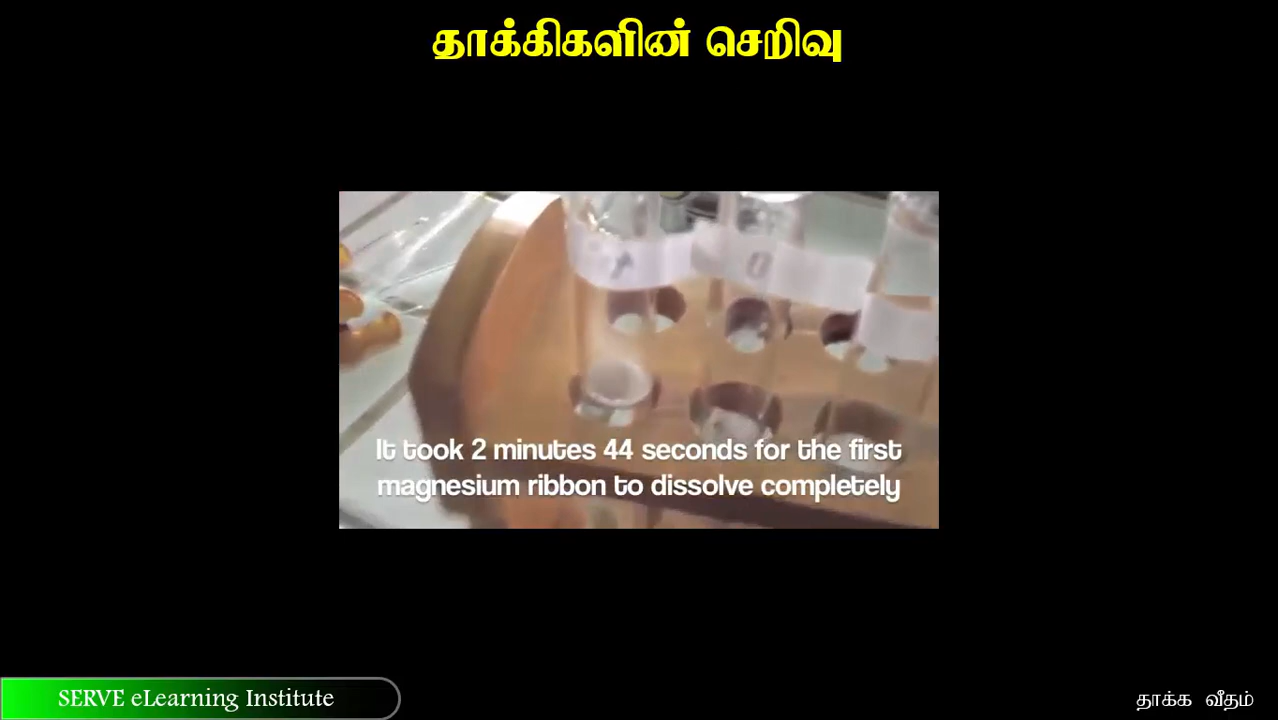 தாக்கிகளின் செறிவு
A
It took 2 minutes 44 seconds for the first
magnesium ribbon to dissolve completely
SERVE eLearning Institute
தாக்க வீதம்